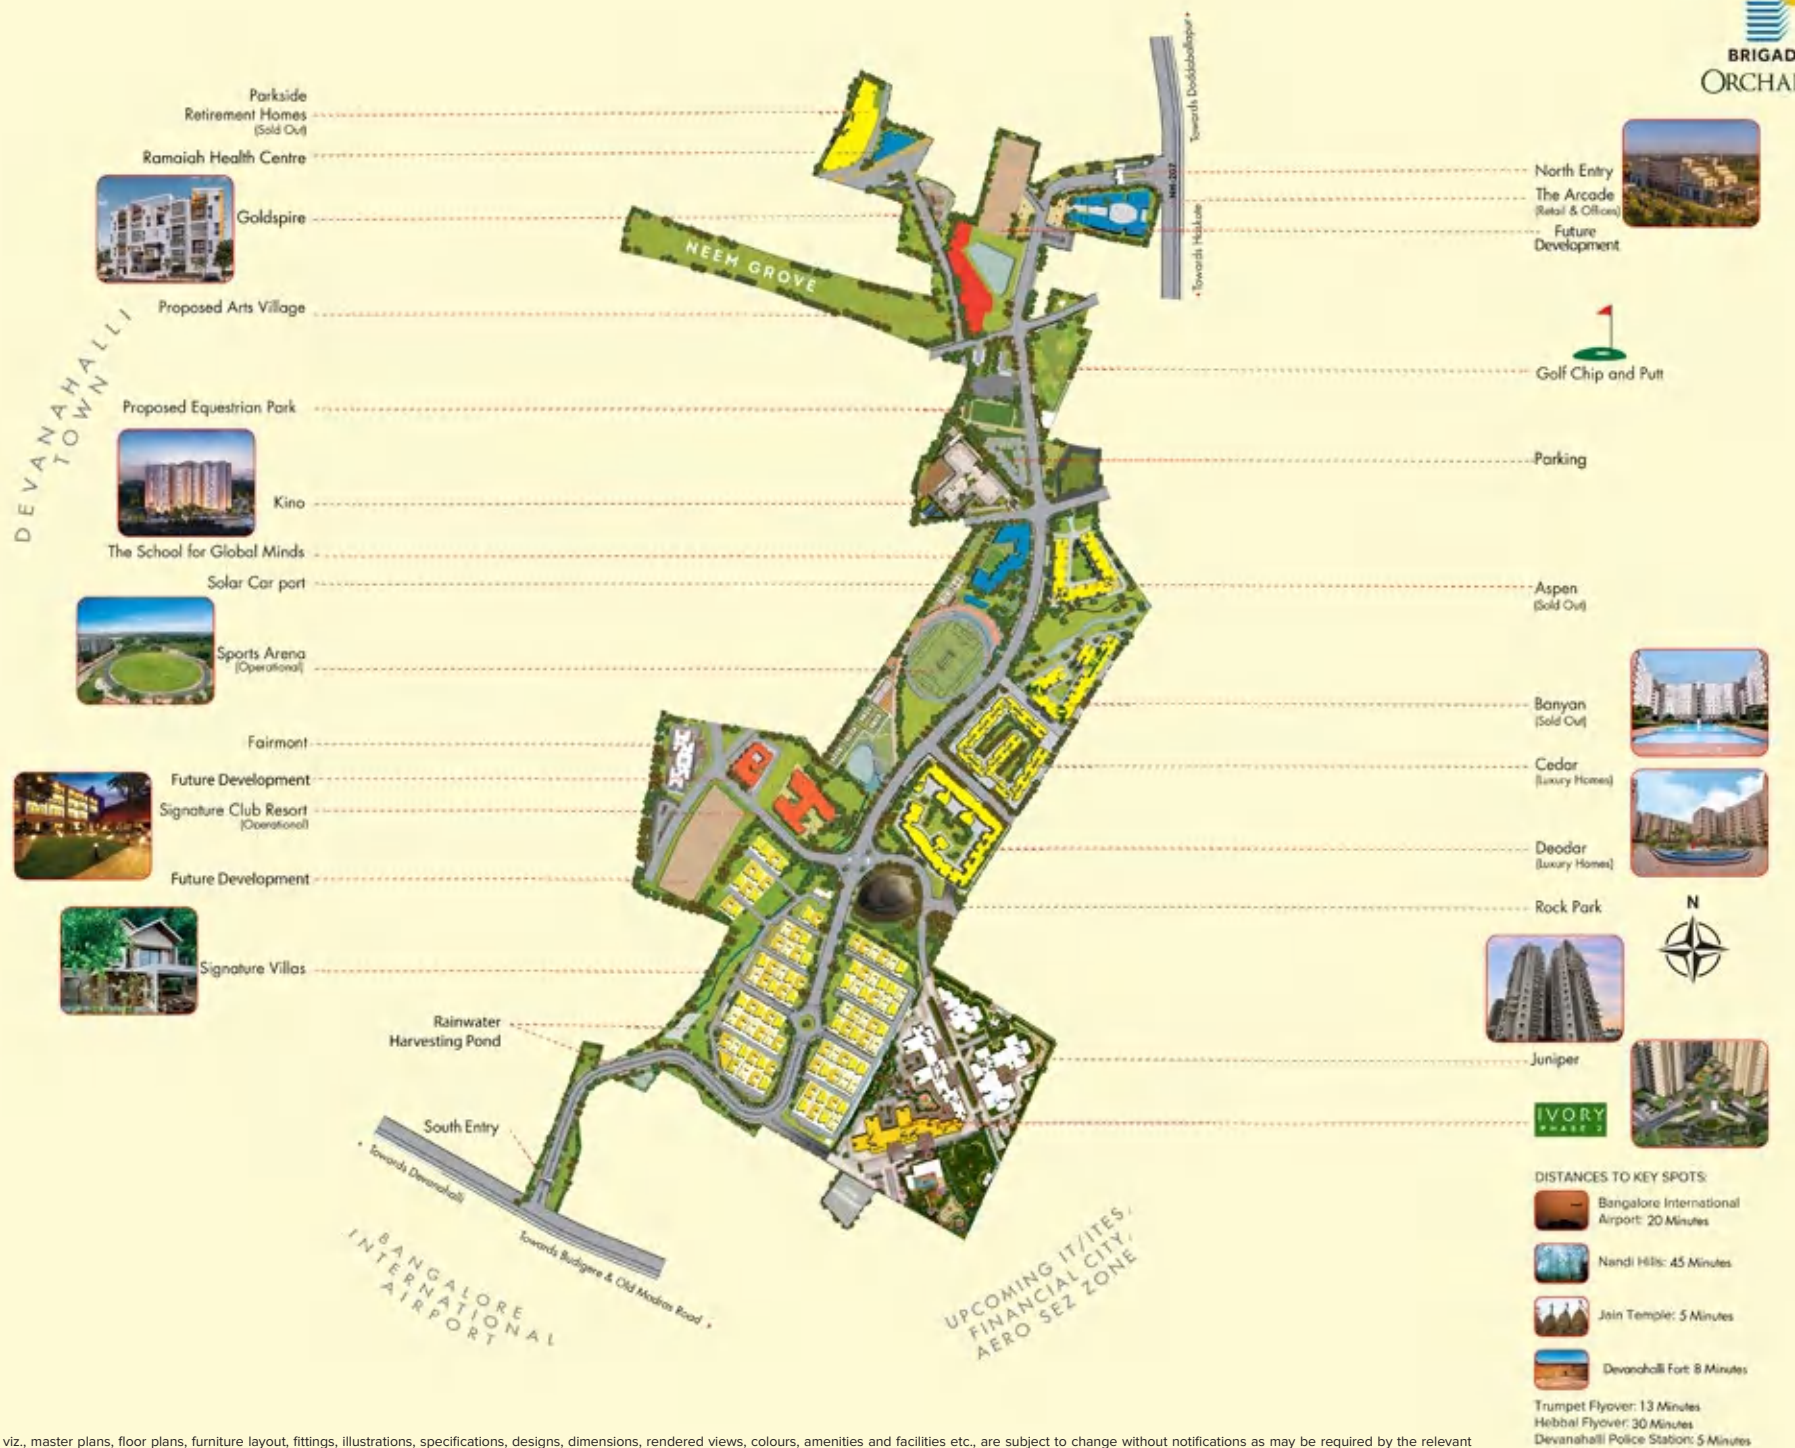 BRIGAD
ORCHA
Parkside
Retirement Homes
(Sold Out)
Ramaiah Health Centre
Goldspire
Proposed Arts Village
Proposed Equestrian Park
Kino
The School for Global Minds
Solar Car port
Sports Arena
(Operational)
Fairmont
Future Development
Signature Club Resort
(Operational)
Future Development
Signature Villas
Rainwater
Harvesting Pond
South Entry
DEVANAHALLI
TOWN
NEEM GROVE
Towards Doddaballapur
NH-207
Towards Hoskote
North Entry
The Arcade
(Retail & Offices)
Future
Development
Golf Chip and Putt
Parking
Aspen
(Sold Out)
Banyan
(Sold Out)
Cedar
(Luxury Homes)
Deodar
(Luxury Homes)
Rock Park
N
Juniper
IVORY
PHASE 2
Towards Devanahalli
Towards Budigere & Old Madras Road
BANGALORE
INTERNATIONAL
AIRPORT
UPCOMING IT/ITES,
FINANCIAL CITY,
AERO SEZ ZONE
DISTANCES TO KEY SPOTS:
Bangalore International
Airport: 20 Minutes
Nandi Hills: 45 Minutes
Jain Temple: 5 Minutes
Devanahalli Fort: 8 Minutes
Trumpet Flyover: 13 Minutes
Hebbal Flyover: 30 Minutes
Devanahalli Police Station: 5 Minutes
viz., master plans, floor plans, furniture layout, fittings, illustrations, specifications, designs, dimensions, rendered views, colours, amenities and facilities etc., are subject to change without notifications as may be required by the relevant